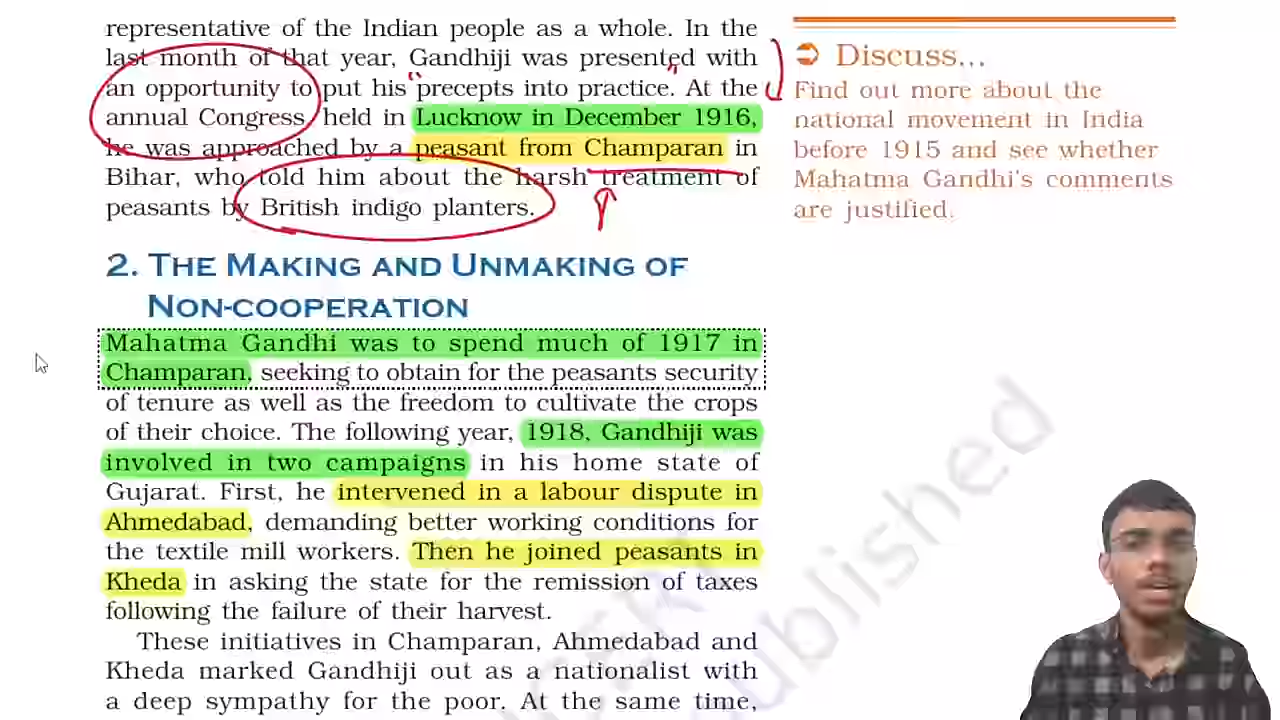 representative of the Indian people as a whole. In the
last month of that year, Gandhiji was presented with
an opportunity to put his precepts into practice. At the
annual Congress, held in Lucknow in December 1916,
he was approached by a peasant from Champaran in
Bihar, who told him about the harsh treatment of
peasants by British indigo planters.
2. THE MAKING AND UNMAKING OF
NON-COOPERATION
Mahatma Gandhi was to spend much of 1917 in
Champaran, seeking to obtain for the peasants security
of tenure as well as the freedom to cultivate the crops
of their choice. The following year, 1918, Gandhiji was
involved in two campaigns in his home state of
Gujarat. First, he intervened in a labour dispute in
Ahmedabad, demanding better working conditions for
the textile mill workers. Then he joined peasants in
Kheda in asking the state for the remission of taxes
following the failure of their harvest.
These initiatives in Champaran, Ahmedabad and
Kheda marked Gandhiji out as a nationalist with
a deep sympathy for the poor. At the same time,
Discuss...
Find out more about the
national movement in India
before 1915 and see whether
Mahatma Gandhi's comments
are justified.